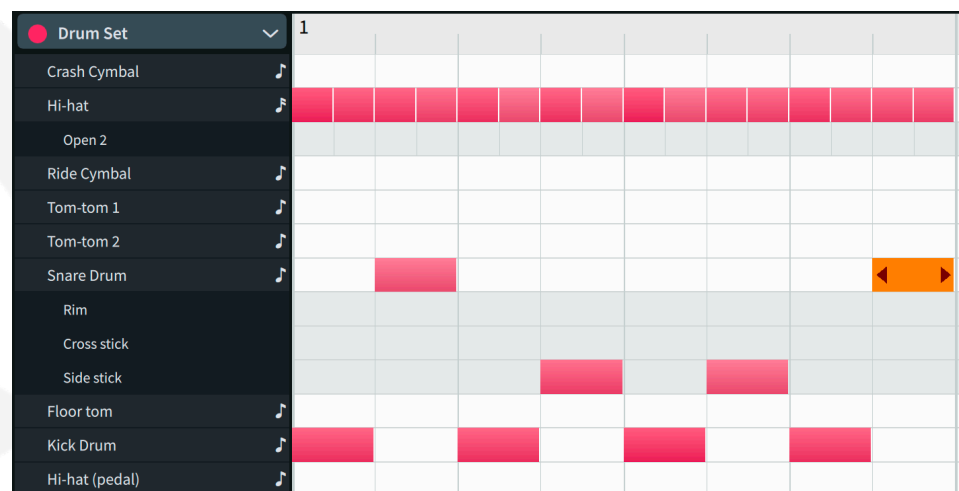 Drum Set
1
Crash Cymbal
Hi-hat
Open 2
Ride Cymbal
Tom-tom 1
Tom-tom 2
Snare Drum
Rim
Cross stick
Side stick
Floor tom
Kick Drum
Hi-hat (pedal)